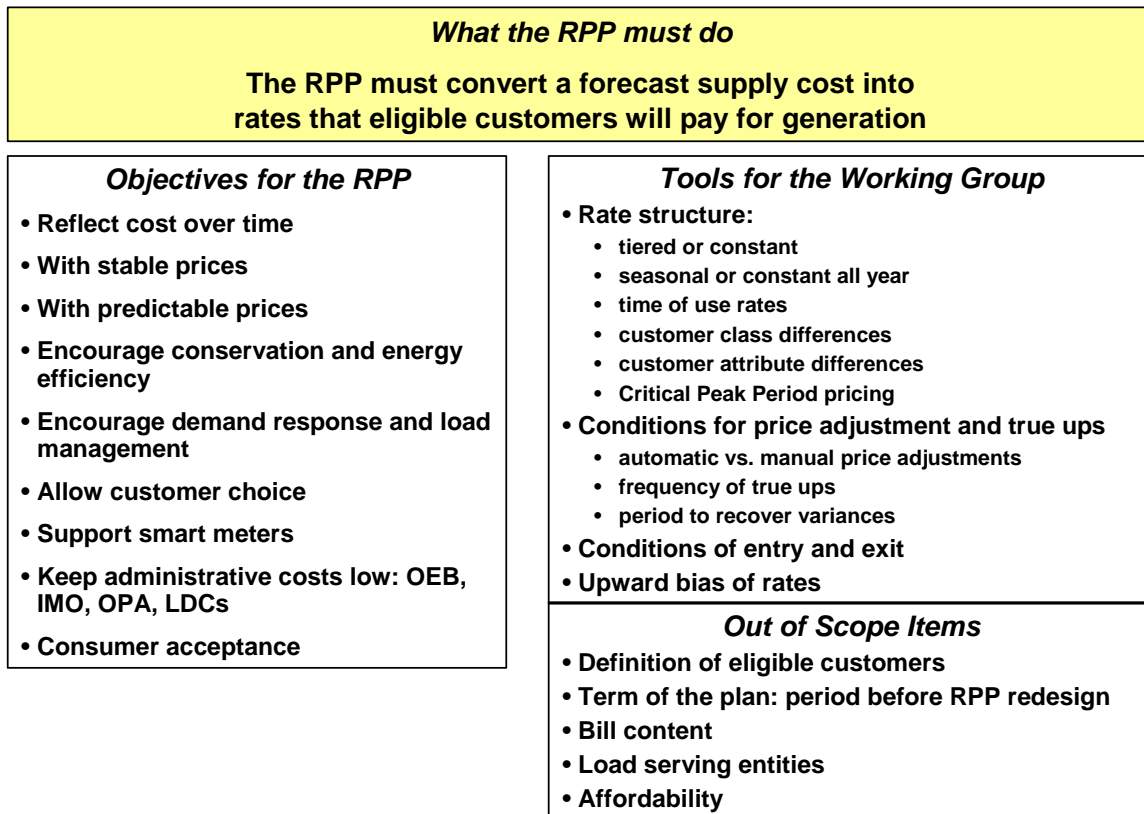 What the RPP must do
The RPP must convert a forecast supply cost into
rates that eligible customers will pay for generation
Objectives for the RPP
• Reflect cost over time
• With stable prices
• With predictable prices
• Encourage conservation and energy
efficiency
• Encourage demand response and load
management
• Allow customer choice
• Support smart meters
• Keep administrative costs low: OEB,
IMO, OPA, LDCs
• Consumer acceptance
Tools for the Working Group
• Rate structure:
• tiered or constant
• seasonal or constant all year
• time of use rates
• customer class differences
• customer attribute differences
• Critical Peak Period pricing
• Conditions for price adjustment and true ups
• automatic vs. manual price adjustments
• frequency of true ups
• period to recover variances
• Conditions of entry and exit
• Upward bias of rates
Out of Scope Items
• Definition of eligible customers
• Term of the plan: period before RPP redesign
• Bill content
• Load serving entities
• Affordability